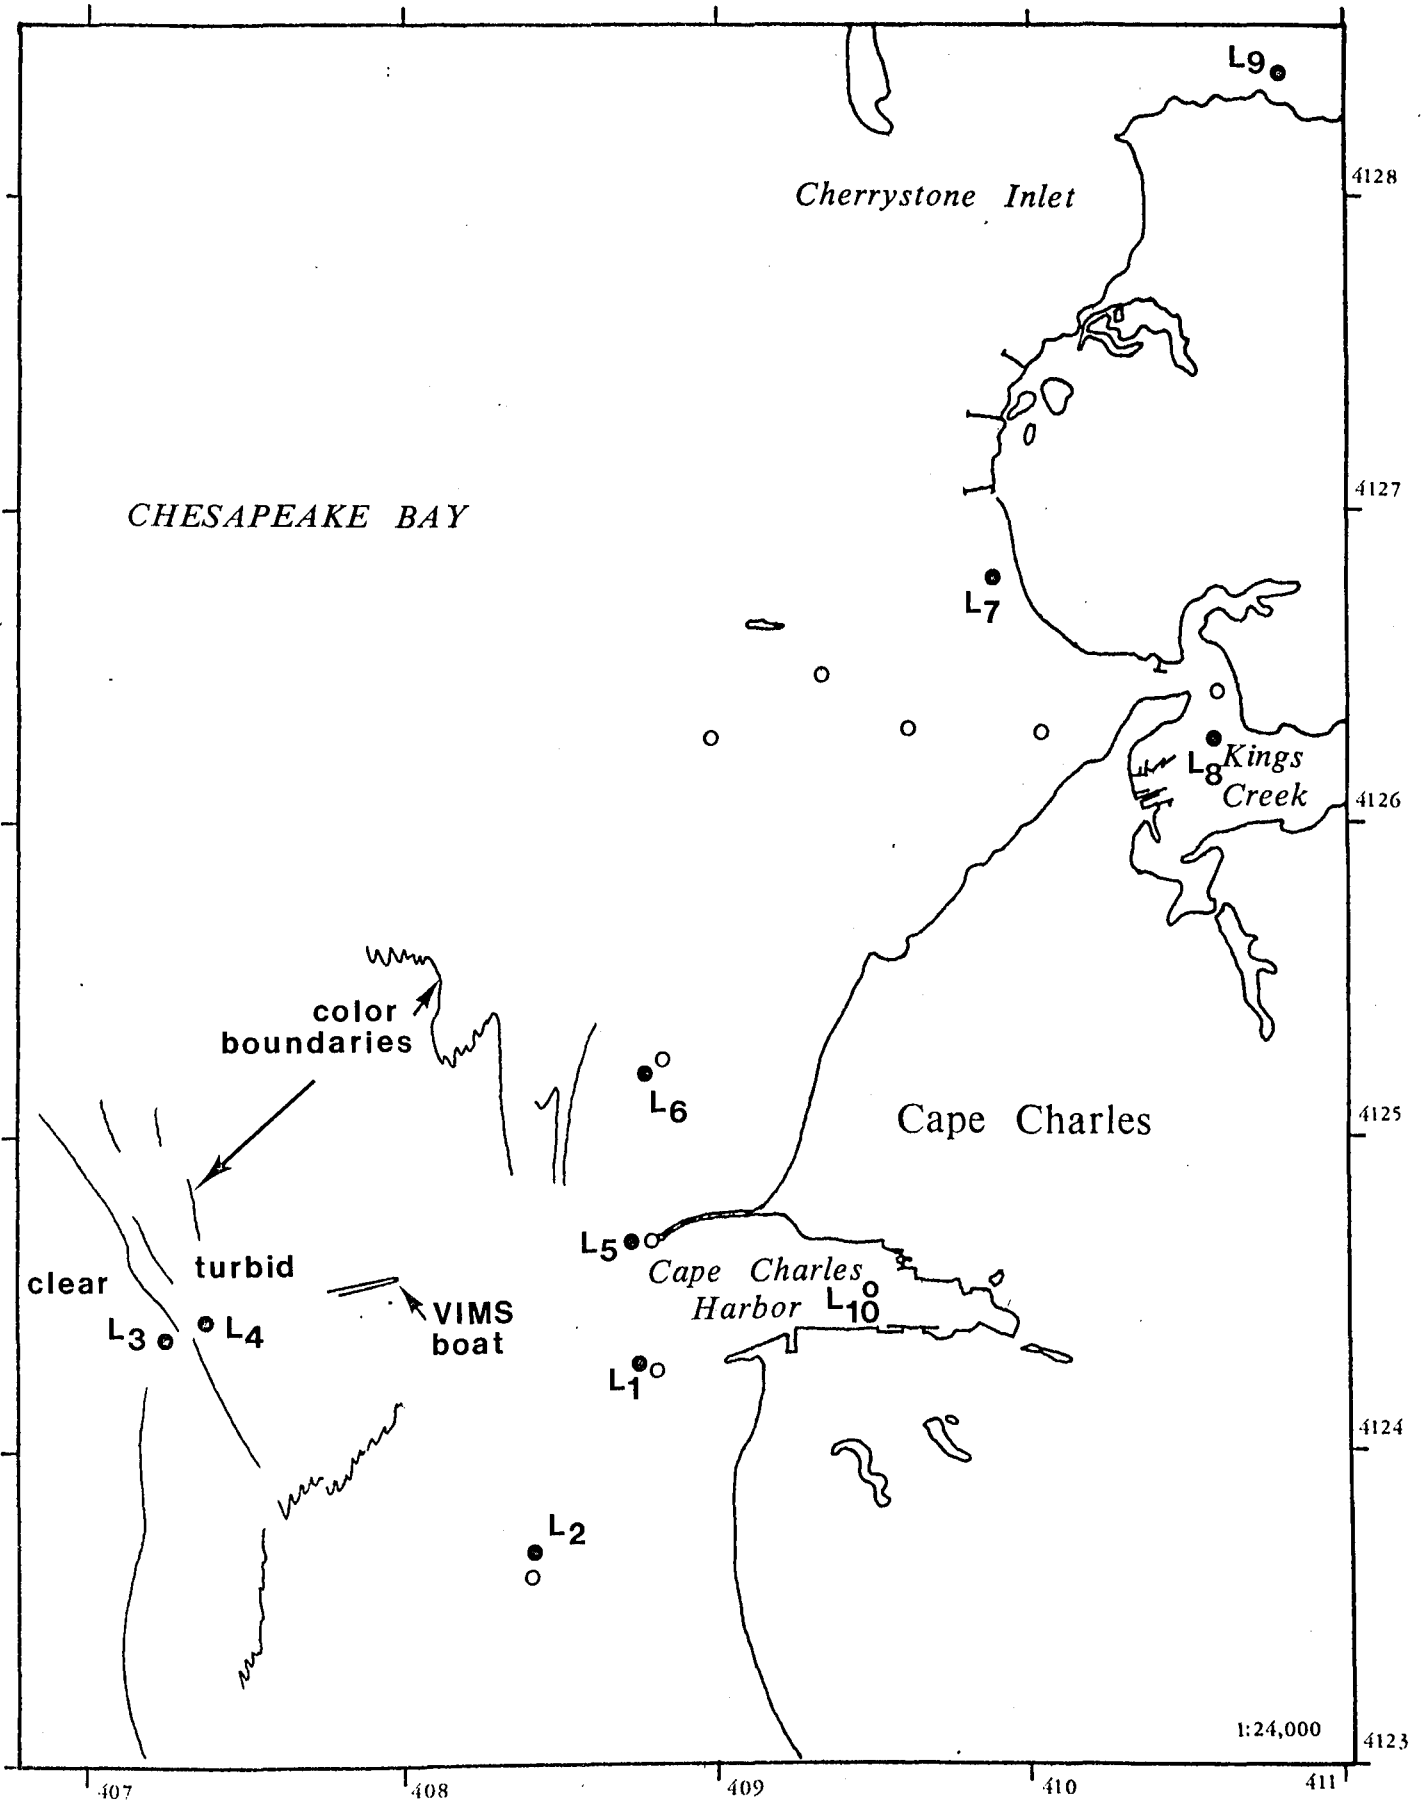 L9
4128
Cherrystone Inlet
4127
CHESAPEAKE BAY
L7
L8
Kings
Creek
4126
color
boundaries
L6
Cape Charles
4125
L5
Cape Charles
Harbor
L10
turbid
clear
VIMS
boat
L3
L4
L1
4124
L2
1:24,000
4123
407
408
409
410
411